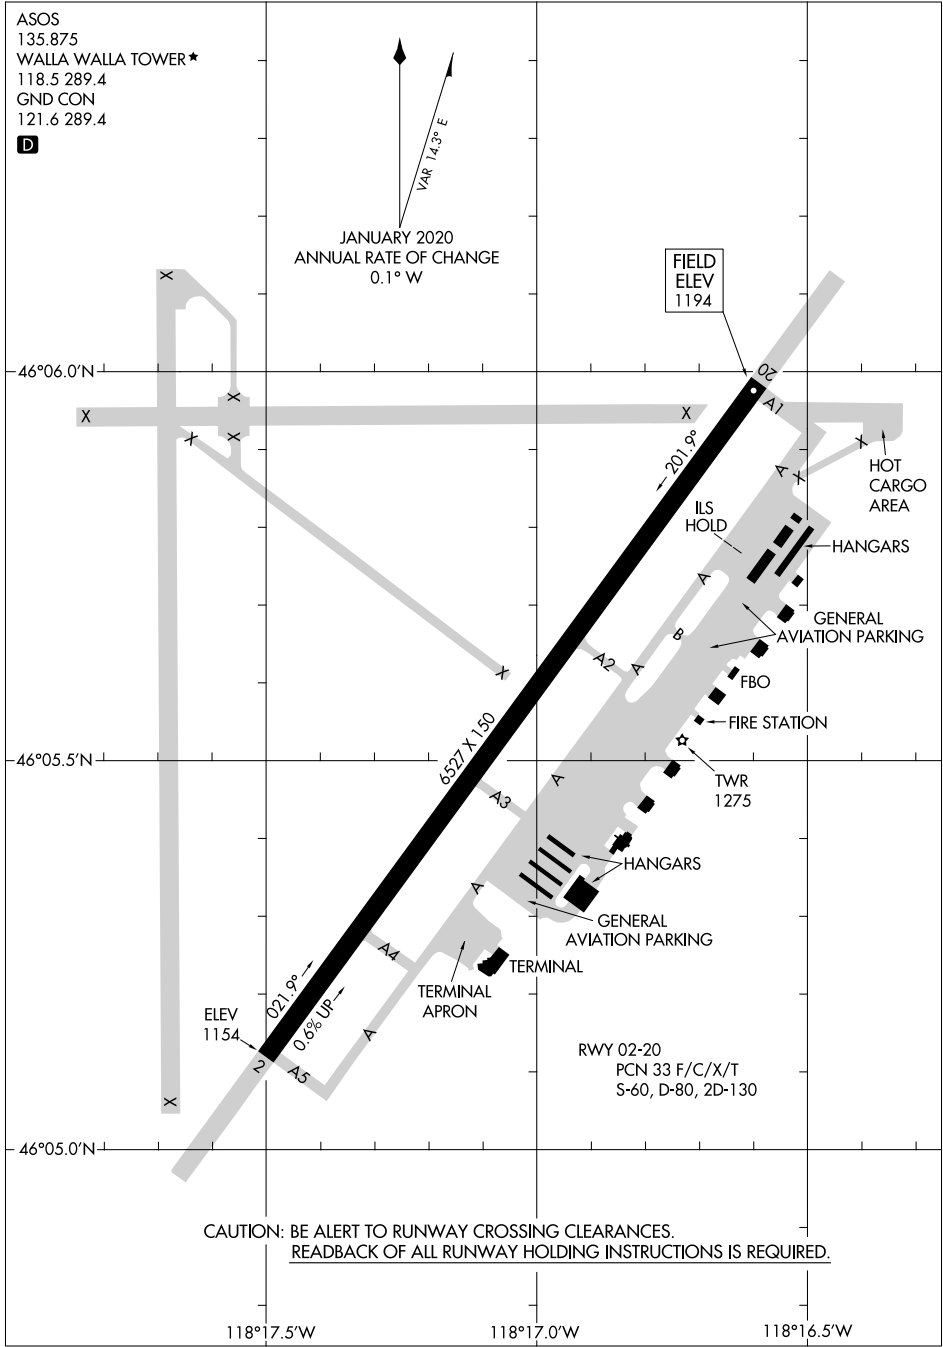 ASOS
135.875
WALLA WALLA TOWER★
118.5 289.4
GND CON
121.6 289.4
D
VAR 14.3° E
JANUARY 2020
ANNUAL RATE OF CHANGE
0.1° W
FIELD
ELEV
1194
X
46°06.0'N
20
A1
X
X
X
X
X
X
X
A
X
201.9°
HOT
CARGO
AREA
ILS
HOLD
HANGARS
A
GENERAL
AVIATION PARKING
B
A2
A
X
FBO
6527 X 150
FIRE STATION
46°05.5'N
A
TWR
1275
A3
HANGARS
A
GENERAL
AVIATION PARKING
A4
TERMINAL
TERMINAL
APRON
021.9°
0.6% UP
ELEV
1154
A
2
A5
RWY 02-20
PCN 33 F/C/X/T
S-60, D-80, 2D-130
X
46°05.0'N
CAUTION: BE ALERT TO RUNWAY CROSSING CLEARANCES.
READBACK OF ALL RUNWAY HOLDING INSTRUCTIONS IS REQUIRED.
118°17.5'W
118°17.0'W
118°16.5'W